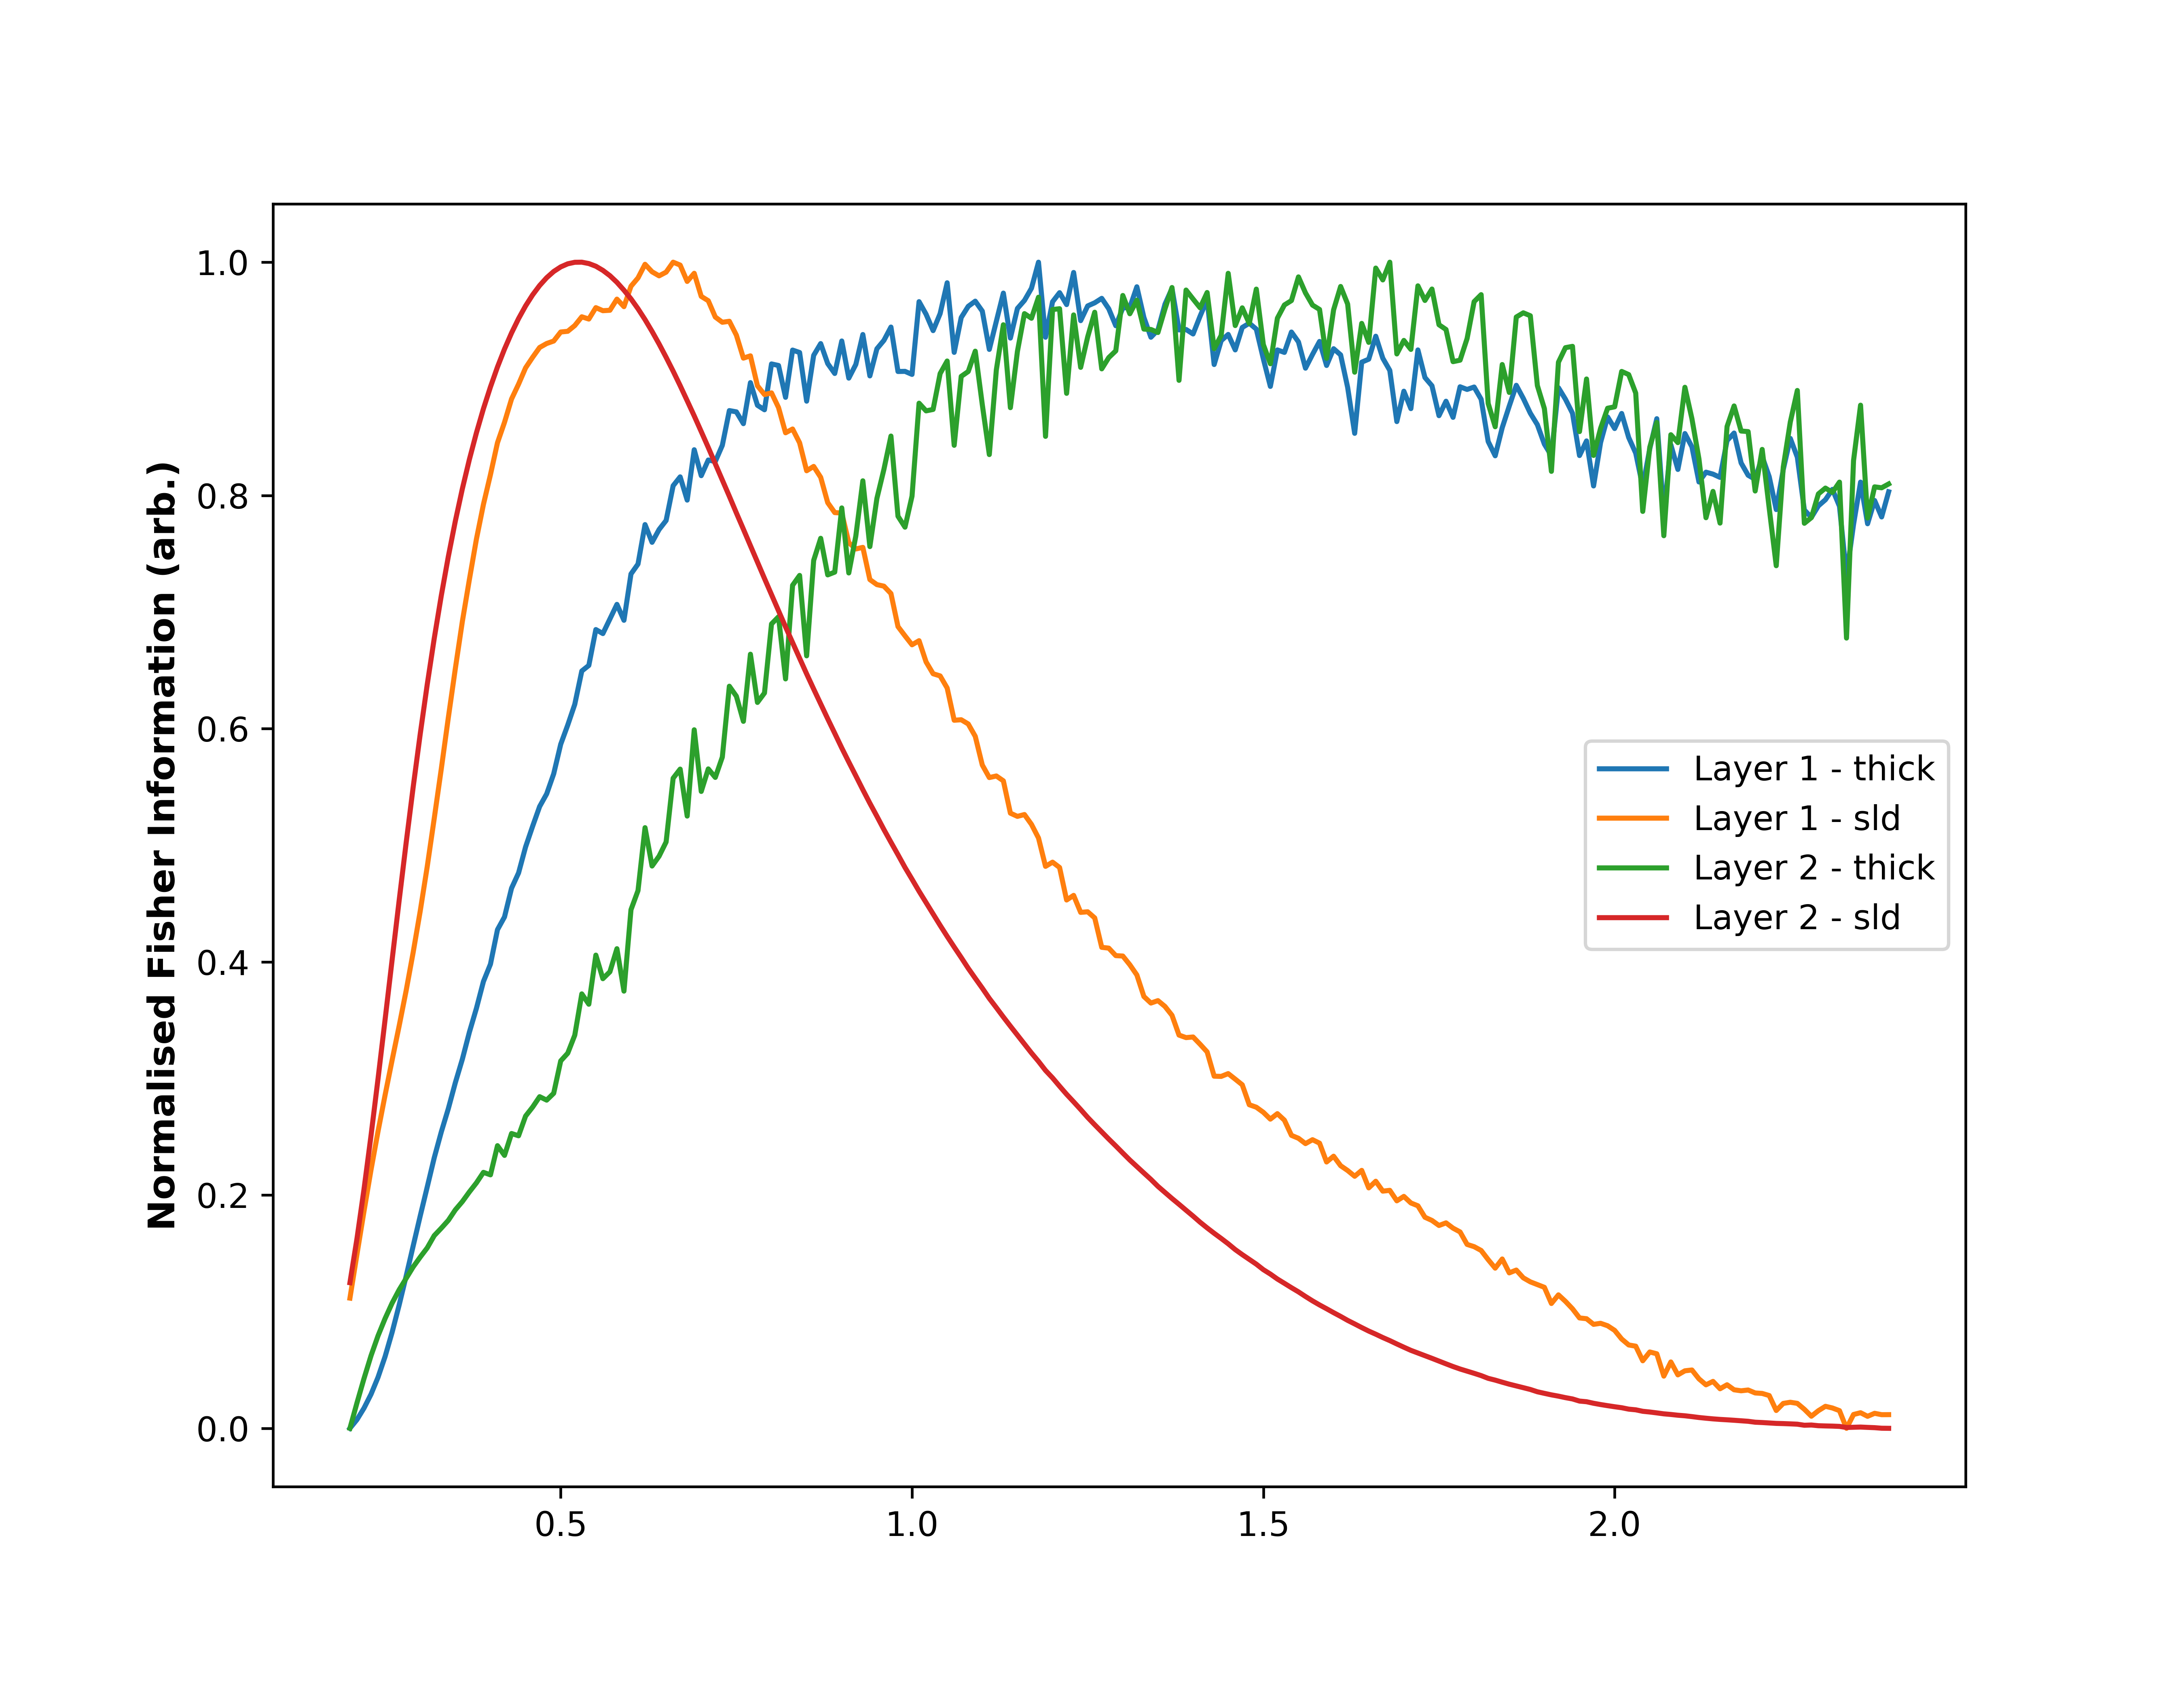 Normalised Fisher Information (arb.)
1.0
0.8
0.6
0.4
0.2
0.0
0.5
1.0
1.5
2.0
Layer 1 - thick
Layer 1 - sld
Layer 2 - thick
Layer 2 - sld